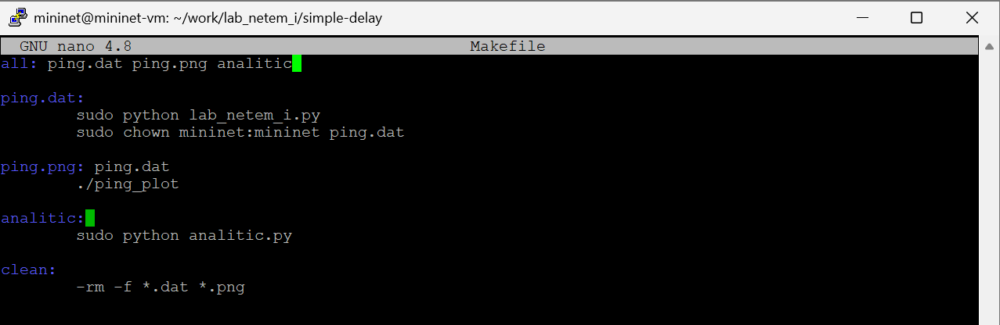 mininet@mininet-vm: ~/work/lab_netem_i/simple-delay
GNU nano 4.8 Makefile
all: ping.dat ping.png analitic
ping.dat:
sudo python lab_netem_i.py
sudo chown mininet:mininet ping.dat
ping.png: ping.dat
./ping_plot
analitic:
sudo python analitic.py
clean:
-rm -f *.dat *.png